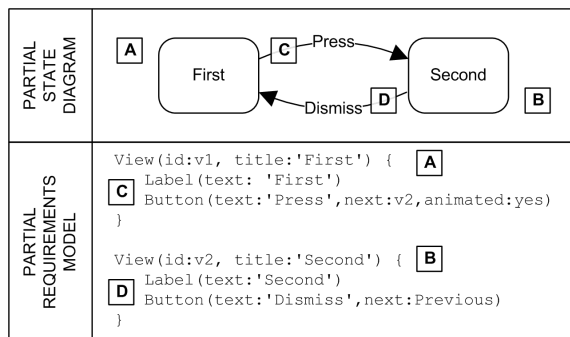 PARTIAL
STATE
DIAGRAM
A
First
C
Press
Second
Dismiss
D
B
PARTIAL
REQUIREMENTS
MODEL
View(id:v1, title:'First') { A
Label(text: 'First')
C
Button(text:'Press',next:v2,animated:yes)
}
View(id:v2, title:'Second') { B
Label(text:'Second')
D
Button(text:'Dismiss',next:Previous)
}